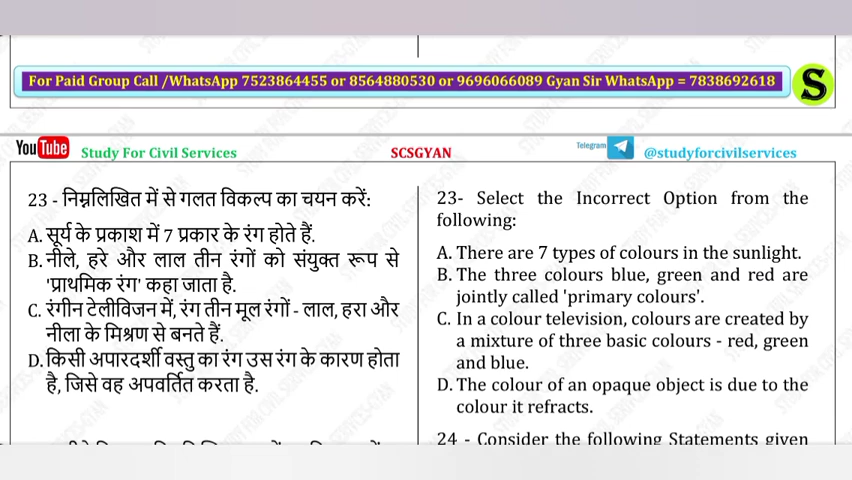 For Paid Group Call /WhatsApp 7523864455 or 8564880530 or 9696066089 Gyan Sir WhatsApp = 7838692618
S
YouTube Study For Civil Services
SCSGYAN
Telegram @studyforcivilservices
23 - निम्नलिखित में से गलत विकल्प का चयन करें:
A. सूर्य के प्रकाश में 7 प्रकार के रंग होते हैं.
B. नीले, हरे और लाल तीन रंगों को संयुक्त रूप से
'प्राथमिक रंग' कहा जाता है.
C. रंगीन टेलीविजन में, रंग तीन मूल रंगों - लाल, हरा और
नीला के मिश्रण से बनते हैं.
D. किसी अपारदर्शी वस्तु का रंग उस रंग के कारण होता
है, जिसे वह अपवर्तित करता है.
23- Select the Incorrect Option from the
following:
A. There are 7 types of colours in the sunlight.
B. The three colours blue, green and red are
jointly called 'primary colours'.
C. In a colour television, colours are created by
a mixture of three basic colours - red, green
and blue.
D. The colour of an opaque object is due to the
colour it refracts.
24 - Consider the following Statements given